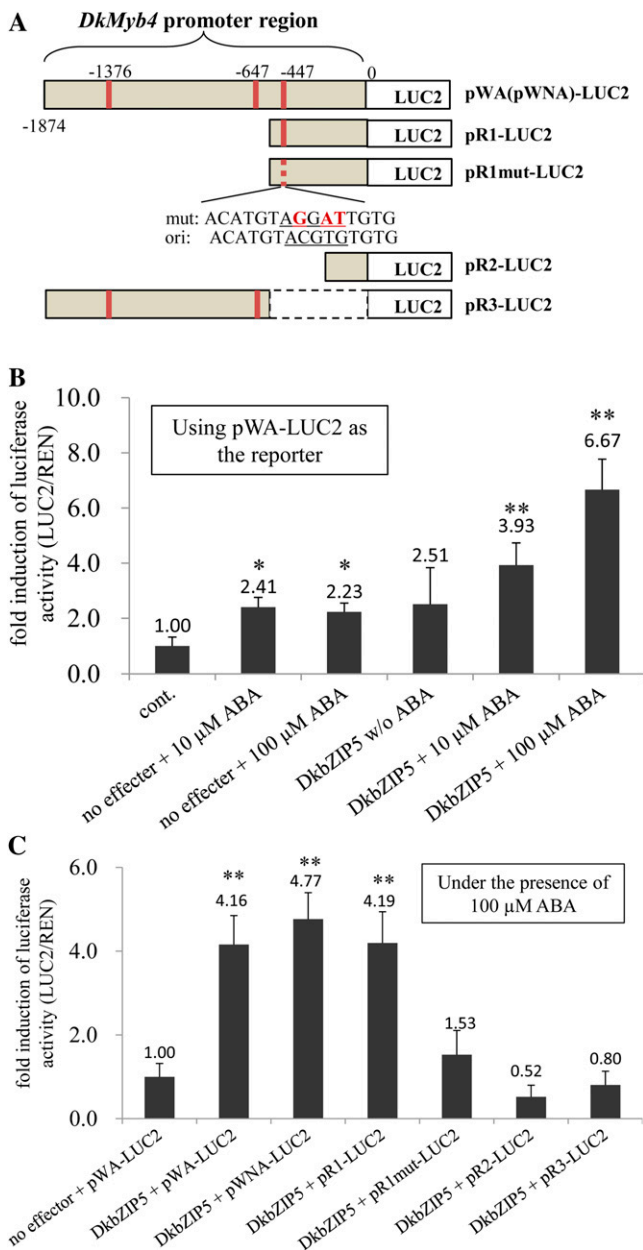 A
DkMyb4 promoter region
-1376 -647 -447 0
LUC2 pWA(pWNA)-LUC2
-1874
LUC2 pR1-LUC2
LUC2 pR1mut-LUC2
mut: ACATGTAGGATTGTG
ori: ACATGTACGTGTGTG
LUC2 pR2-LUC2
LUC2 pR3-LUC2
B
Using pWA-LUC2 as
the reporter
fold induction of luciferase
activity (LUC2/REN)
10.0
8.0
6.0
4.0
2.0
0.0
1.00
*
2.41
*
2.23
2.51
**
3.93
**
6.67
cont.
no effecter + 10 µM ABA
no effecter + 100 µM ABA
DkbZIP5 w/o ABA
DkbZIP5 + 10 µM ABA
DkbZIP5 + 100 µM ABA
C
Under the presence of
100 µM ABA
fold induction of luciferase
activity (LUC2/REN)
6.0
4.0
2.0
0.0
1.00
**
4.16
**
4.77
**
4.19
1.53
0.52
0.80
no effector + pWA-LUC2
DkbZIP5 + pWA-LUC2
DkbZIP5 + pWNA-LUC2
DkbZIP5 + pR1-LUC2
DkbZIP5 + pR1mut-LUC2
DkbZIP5 + pR2-LUC2
DkbZIP5 + pR3-LUC2